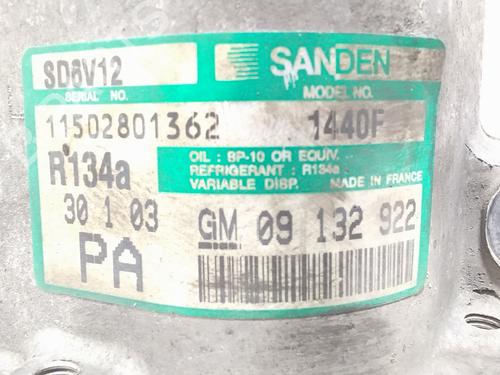 SANDEN
SD6V12
SERIAL NO.
MODEL NO.
11502801362
1440F
R134a
OIL : SP-10 OR EQUIV.
REFRIGERANT : R134a
VARIABLE DISP. MADE IN FRANCE
30 1 03
GM 09 132 922
PA